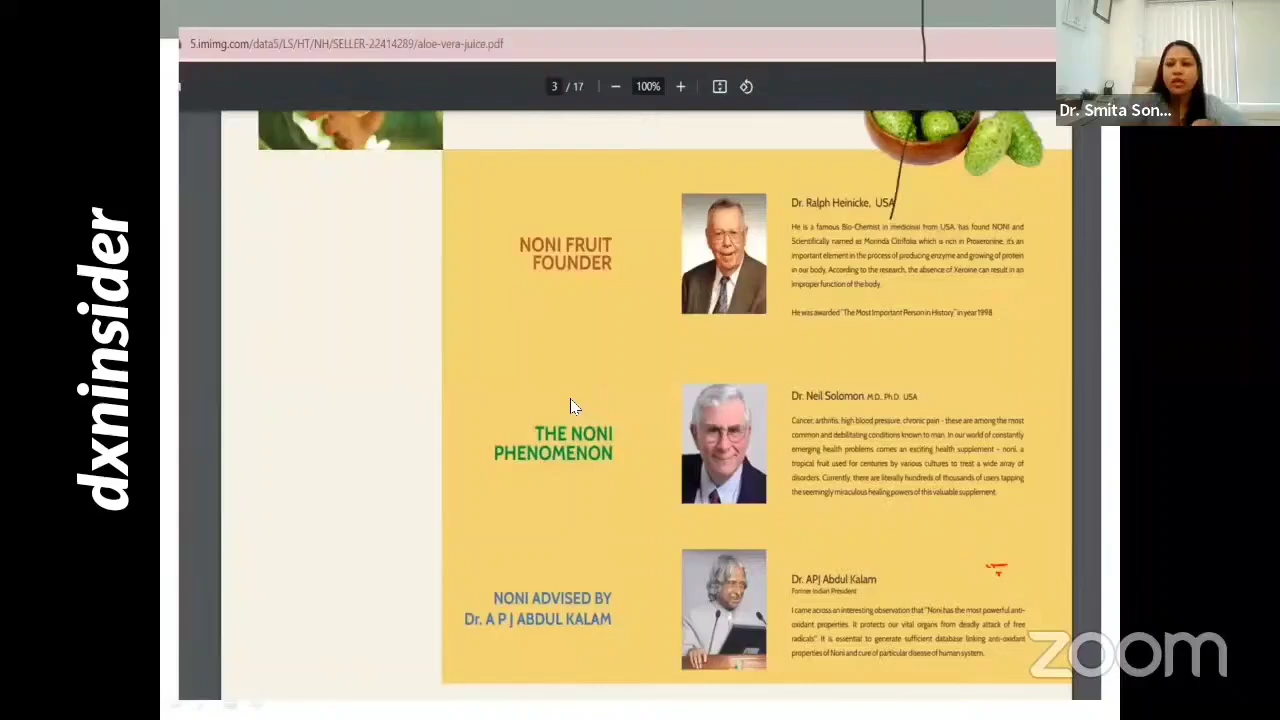 5.imimg.com/data5/LS/HT/NH/SELLER-22414289/aloe-vera-juice.pdf
3 / 17
100%
Dr. Smita Son...
dxninsider
NONI FRUIT
FOUNDER
Dr. Ralph Heinicke, USA
He is a famous Bio-Chemist in medicinal from USA, has found NONI and
Scientifically named as Morinda Citrifolia which is rich in Proxeronine, it's an
important element in the process of producing enzyme and growing of protein
in our body. According to the research, the absence of Xeroine can result in an
improper function of the body.
He was awarded "The Most Important Person in History" in year 1998
THE NONI
PHENOMENON
Dr. Neil Solomon, M.D., Ph.D. USA
Cancer, arthritis, high blood pressure, chronic pain - these are among the most
common and debilitating conditions known to man. In our world of constantly
emerging health problems comes an exciting health supplement - noni, a
tropical fruit used for centuries by various cultures to treat a wide array of
disorders. Currently, there are literally hundreds of thousands of users tapping
the seemingly miraculous healing powers of this valuable supplement.
NONI ADVISED BY
Dr. A P J ABDUL KALAM
Dr. APJ Abdul Kalam
Former Indian President
I came across an interesting observation that "Noni has the most powerful anti-
oxidant properties. It protects our vital organs from deadly attack of free
radicals". It is essential to generate sufficient database linking anti-oxidant
properties of Noni and cure of particular disease of human system.
zoom